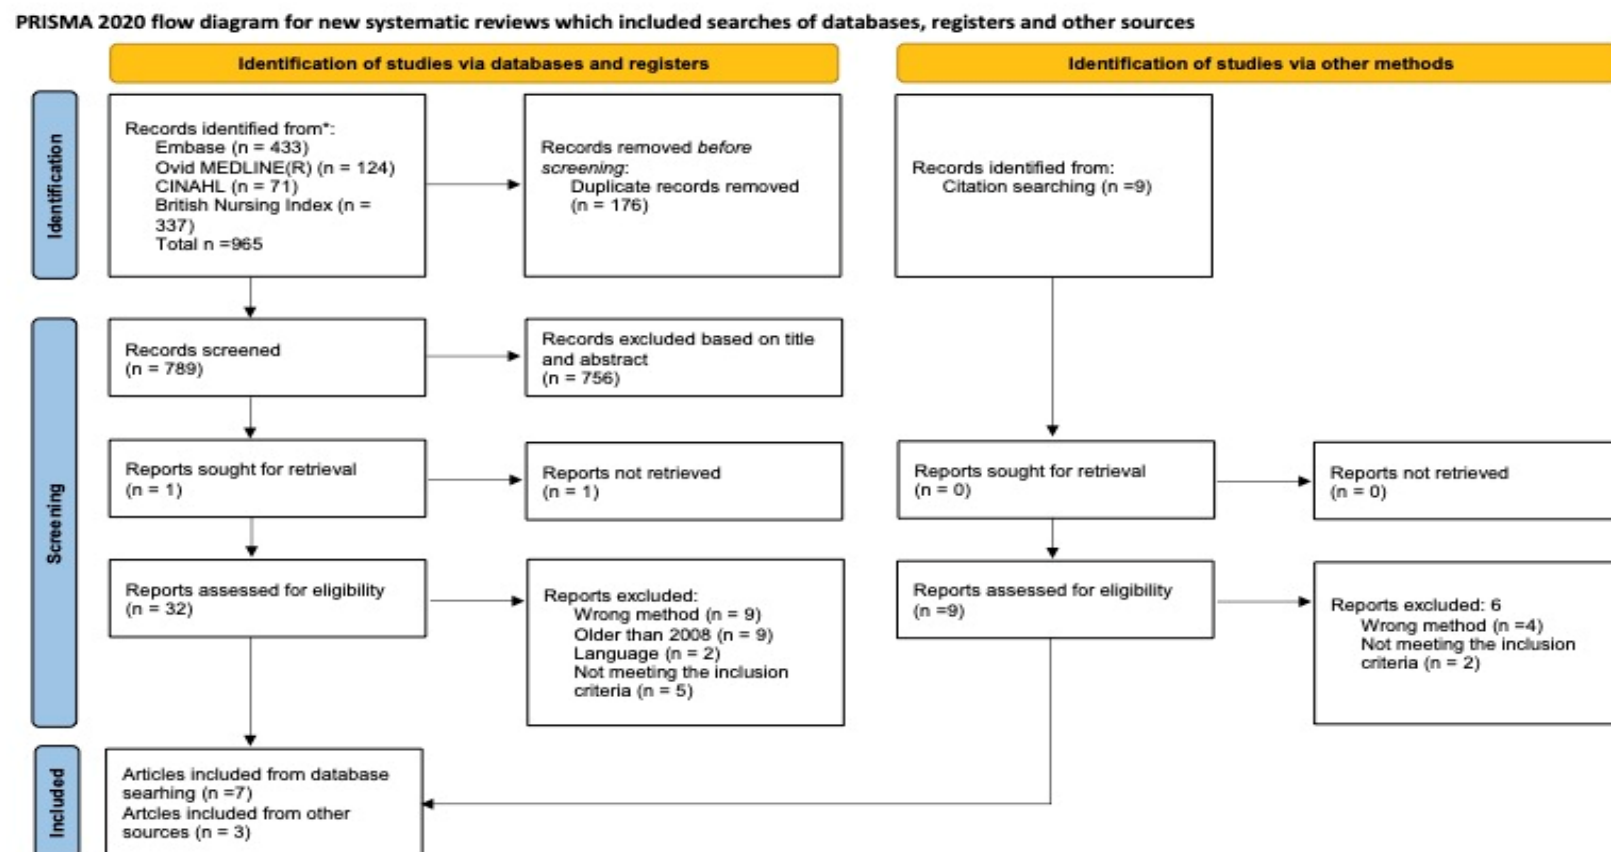 PRISMA 2020 flow diagram for new systematic reviews which included searches of databases, registers and other sources
Identification of studies via databases and registers
Identification of studies via other methods
Identification
Records identified from*:
Embase (n = 433)
Ovid MEDLINE(R) (n = 124)
CINAHL (n = 71)
British Nursing Index (n =
337)
Total n =965
Records removed before
screening:
Duplicate records removed
(n = 176)
Records identified from:
Citation searching (n =9)
Screening
Records screened
(n = 789)
Records excluded based on title
and abstract
(n = 756)
Reports sought for retrieval
(n = 1)
Reports not retrieved
(n = 1)
Reports sought for retrieval
(n = 0)
Reports not retrieved
(n = 0)
Reports assessed for eligibility
(n = 32)
Reports excluded:
Wrong method (n = 9)
Older than 2008 (n = 9)
Language (n = 2)
Not meeting the inclusion
criteria (n = 5)
Reports assessed for eligibility
(n =9)
Reports excluded: 6
Wrong method (n =4)
Not meeting the inclusion
criteria (n = 2)
Included
Articles included from database
searhing (n =7)
Artcles included from other
sources (n = 3)